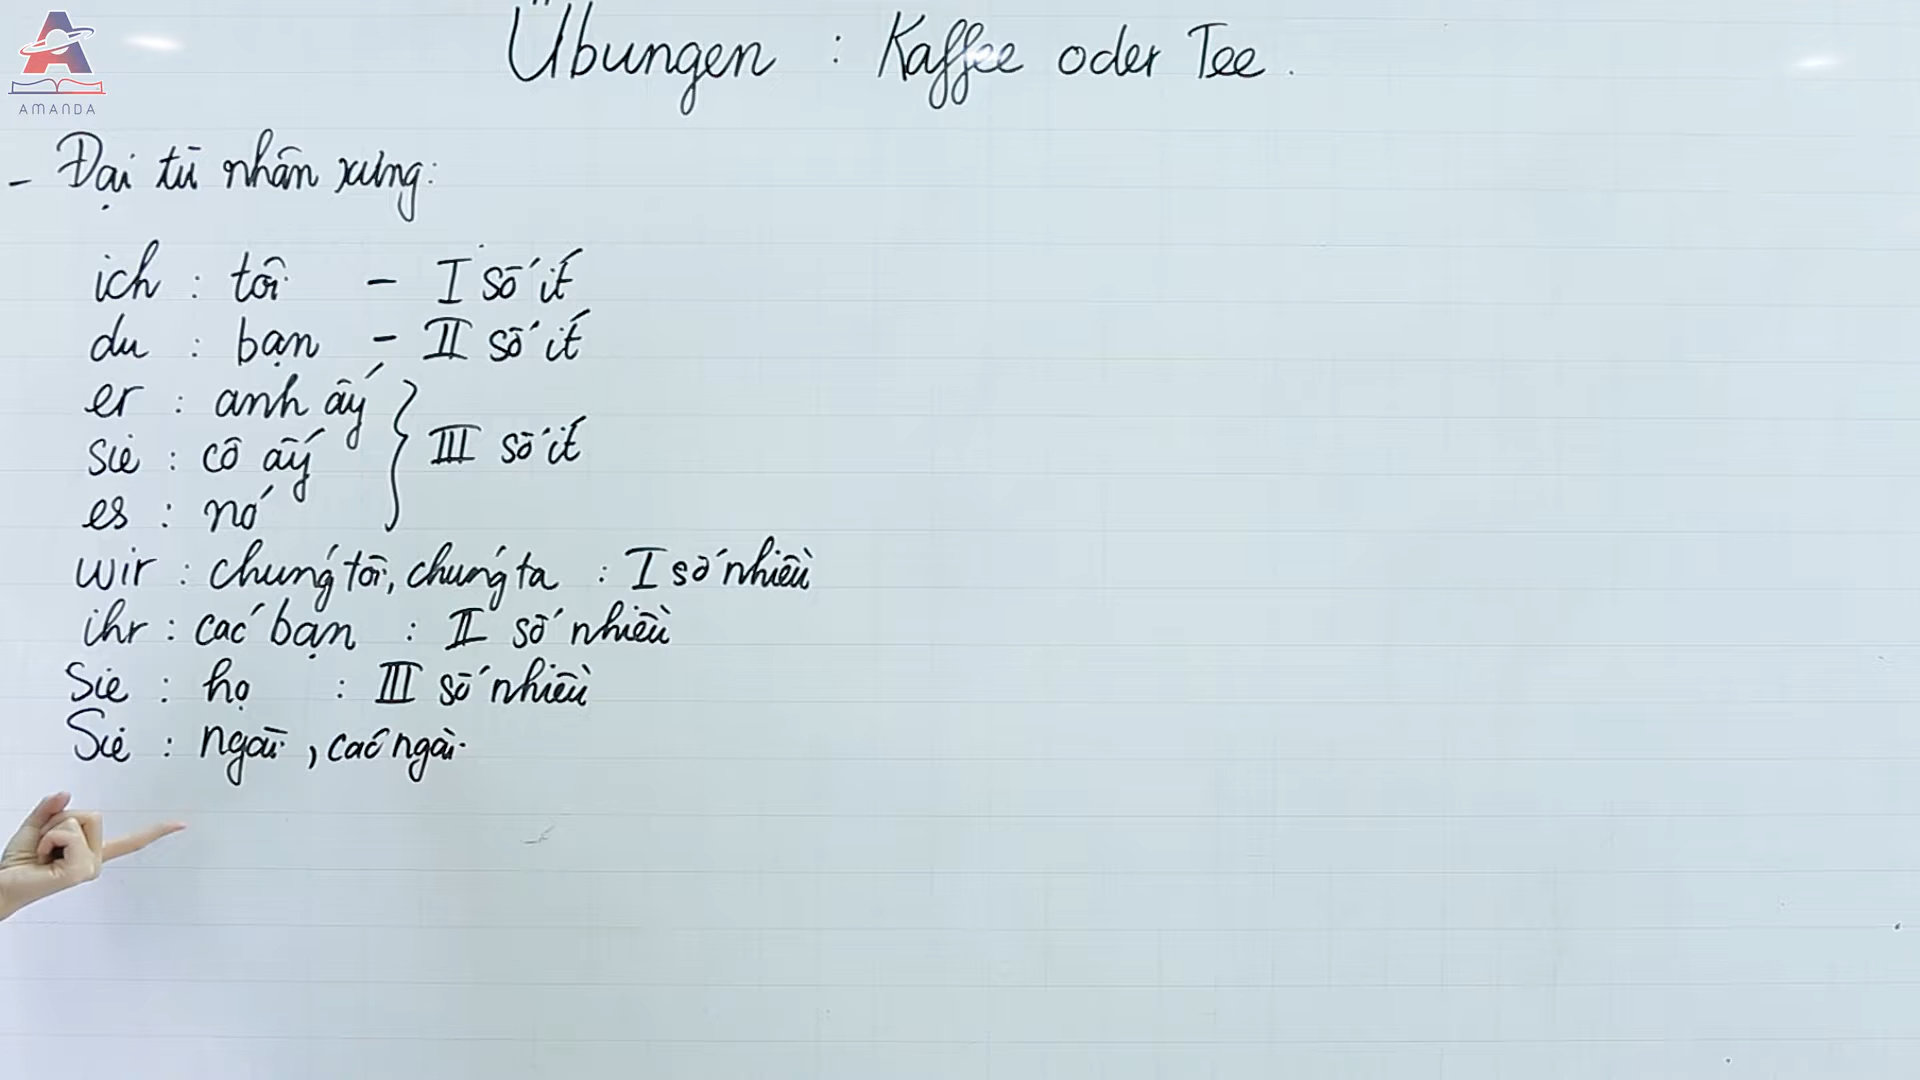 AMANDA
Übungen : Kaffee oder Tee.
- Đại từ nhân xưng:
ich : tôi - I số ít
du : bạn - II số ít
er : anh ấy
sie : cô ấy } III số ít
es : nó
wir : chúng tôi, chúng ta : I số nhiều
ihr : các bạn : II số nhiều
Sie : họ : III số nhiều
Sie : ngài, các ngài.